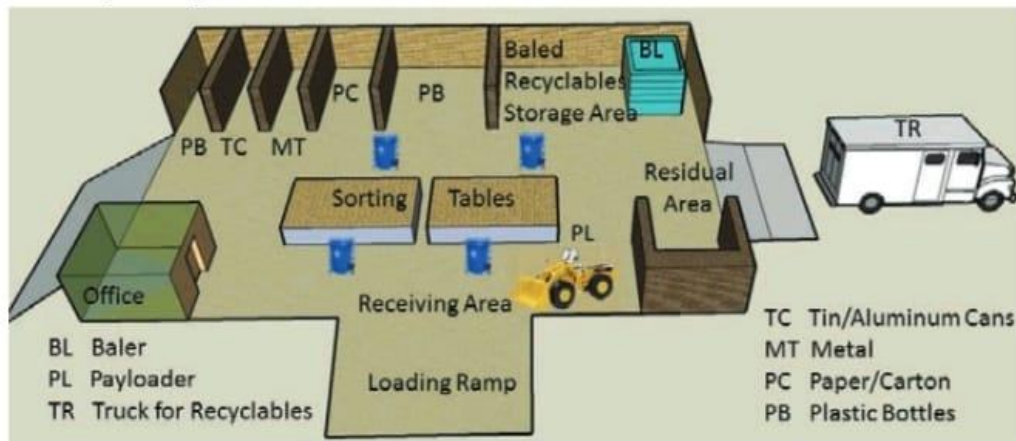 Baled
BL
PC
PB
Recyclables
Storage Area
TR
PB
TC
MT
Residual
Area
Sorting
Tables
PL
Office
Receiving Area
Loading Ramp
BL Baler
PL Payloader
TR Truck for Recyclables
TC Tin/Aluminum Cans
MT Metal
PC Paper/Carton
PB Plastic Bottles